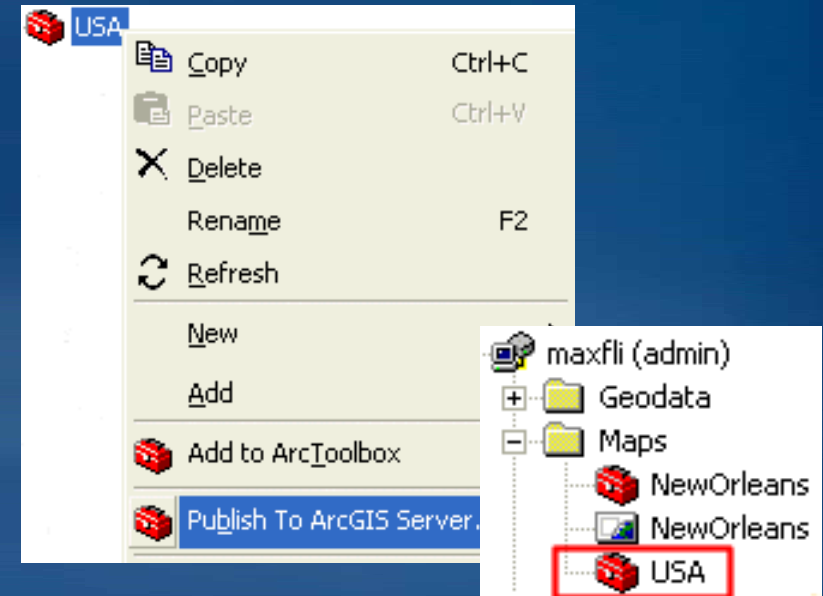 USA
Copy Ctrl+C
Paste Ctrl+V
Delete
Rename F2
Refresh
New
Add
Add to ArcToolbox
Publish To ArcGIS Server.
maxfli (admin)
Geodata
Maps
NewOrleans
NewOrleans
USA